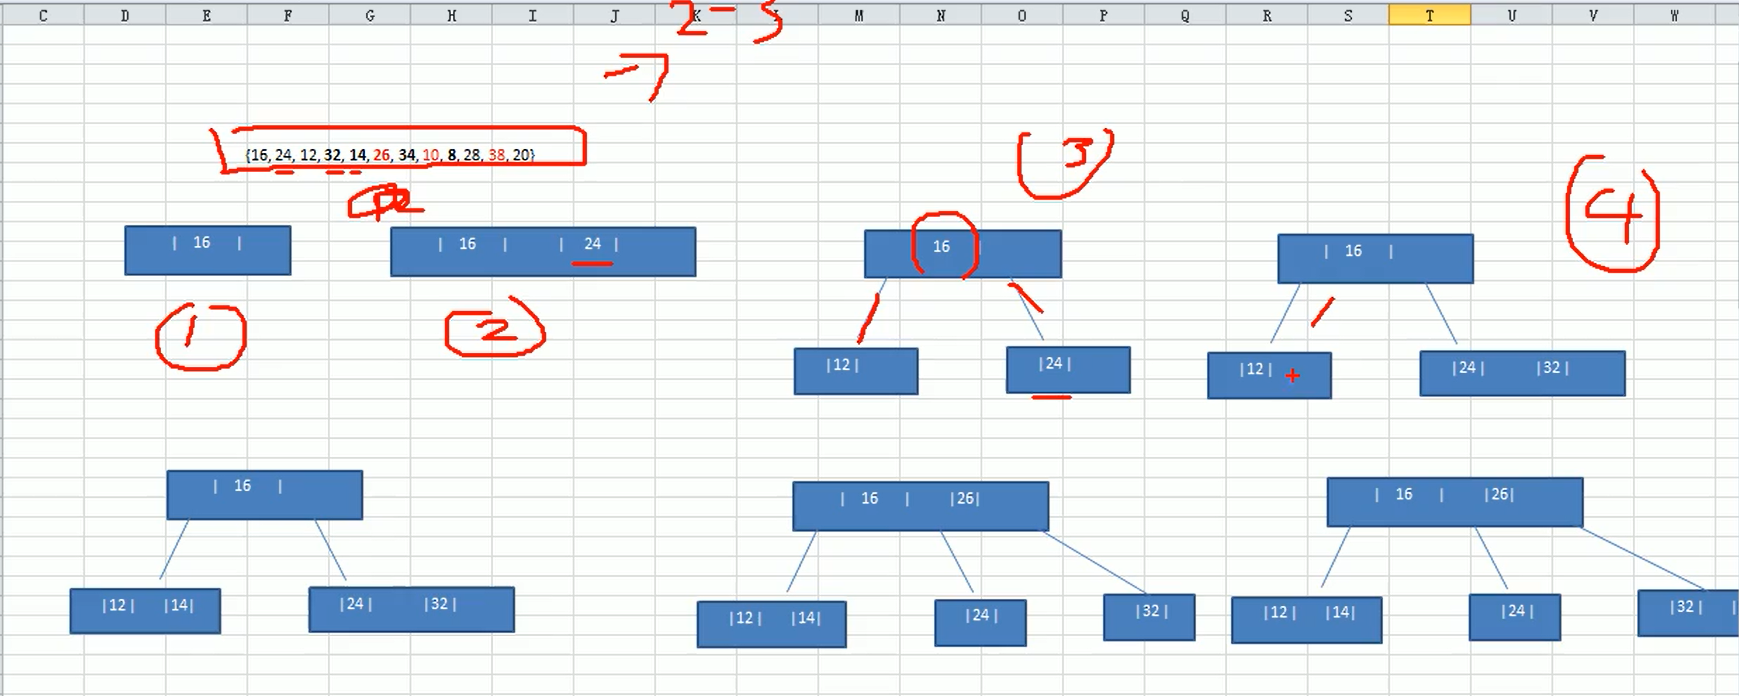 C D E F G H I J K L M N O P Q R S T U V W
2-3
{16, 24, 12, 32, 14, 26, 34, 10, 8, 28, 38, 20}
3
4
| 16 |
| 16 | | 24 |
16 |
| 16 |
1
2
|12|
|24|
|12|
|24| |32|
| 16 |
| 16 | |26|
| 16 | |26|
|12| |14|
|24| |32|
|12| |14|
|24|
|32|
|12| |14|
|24|
|32| |